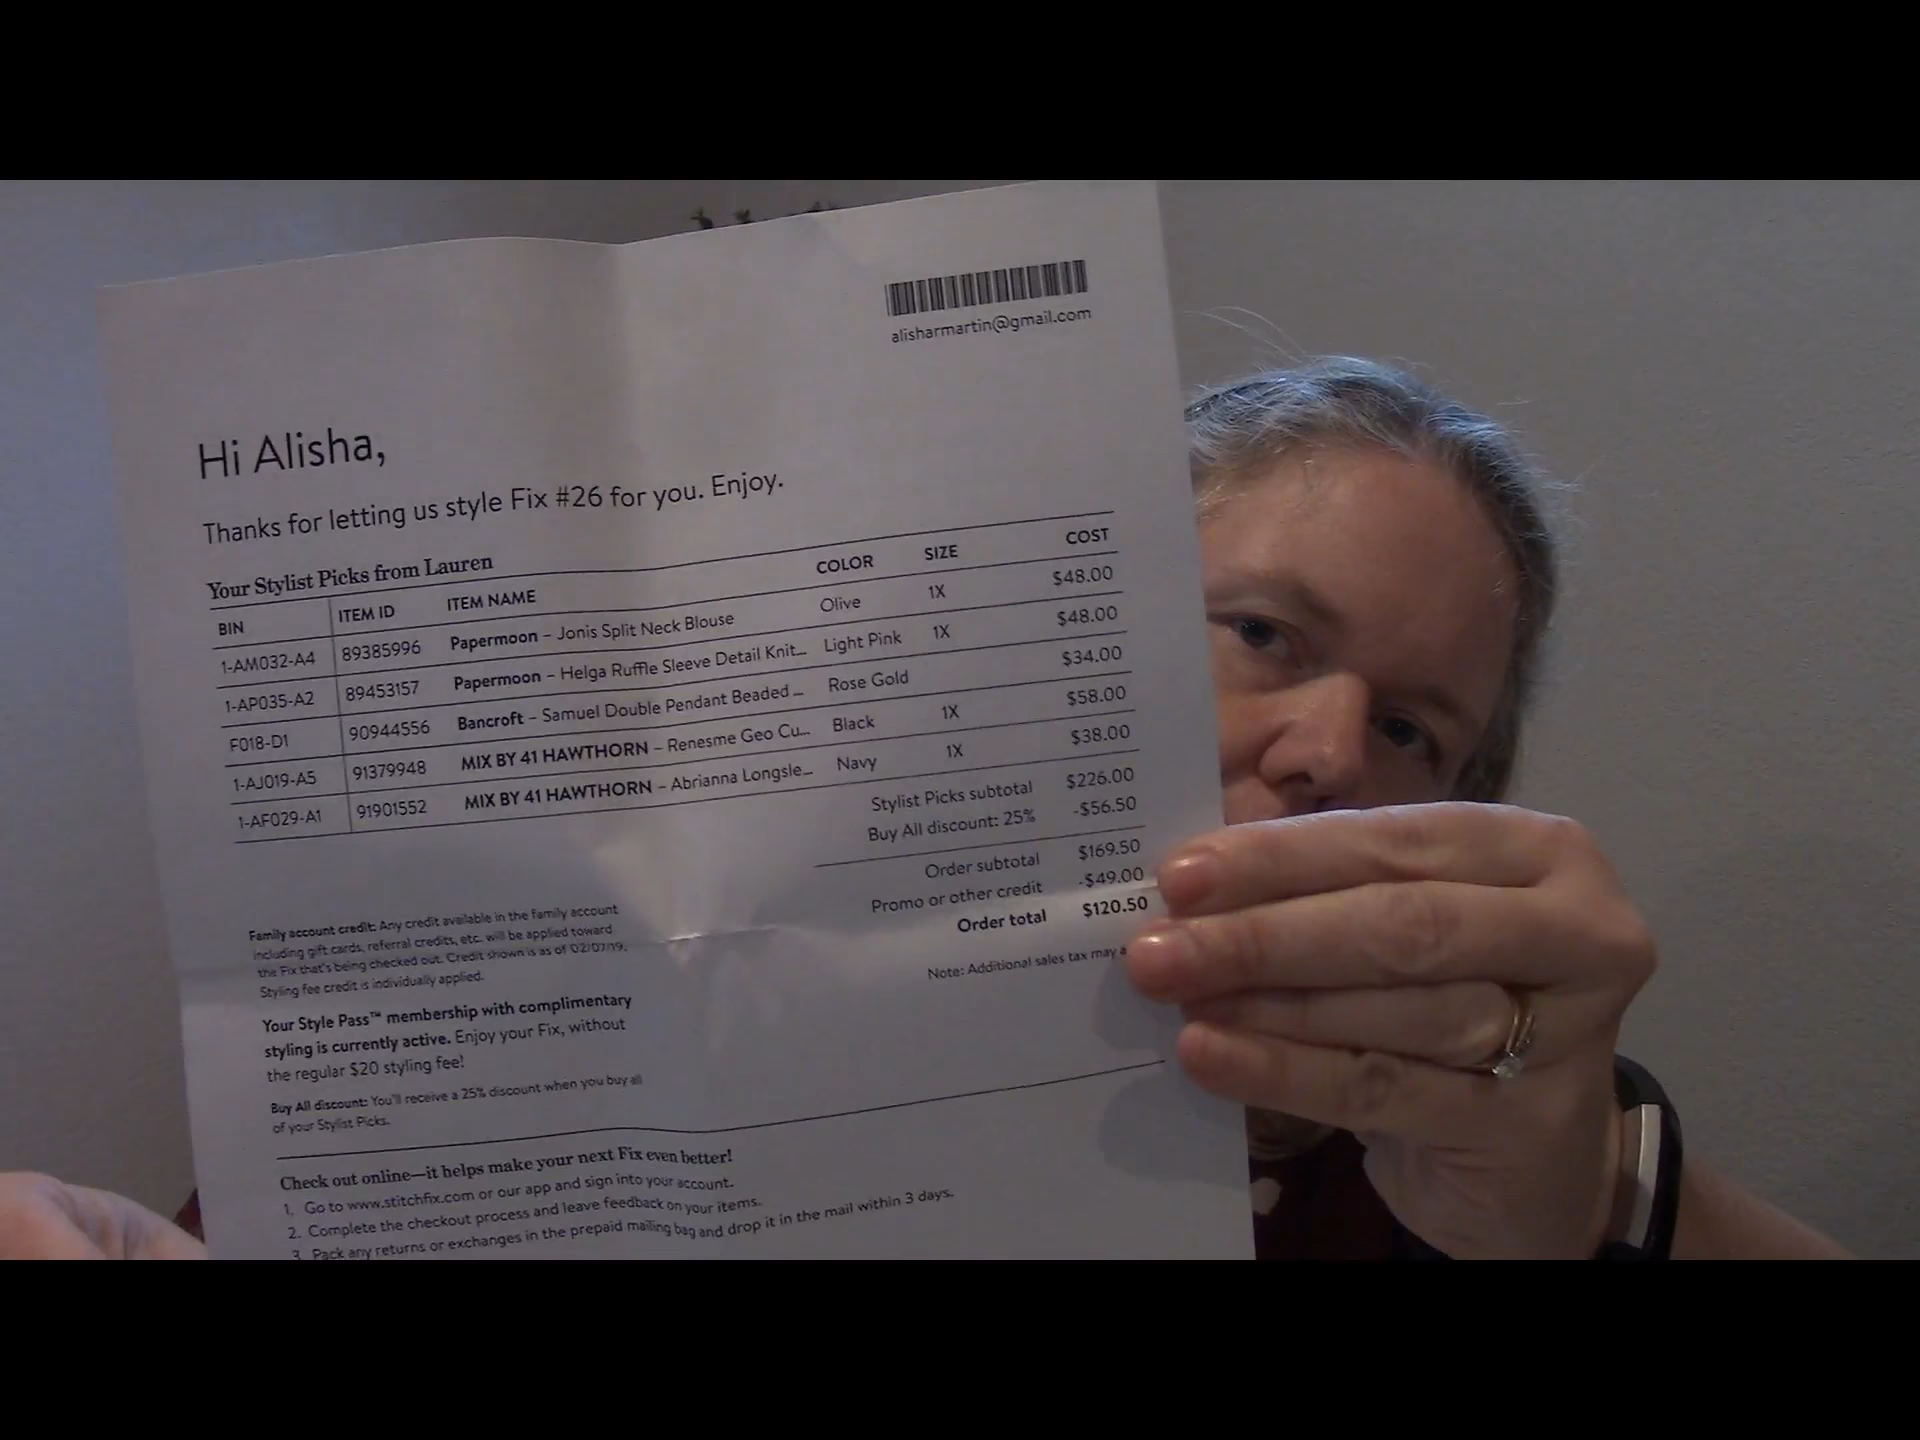 alisharmartin@gmail.com
Hi Alisha,
Thanks for letting us style Fix #26 for you. Enjoy.
Your Stylist Picks from Lauren
BIN ITEM ID ITEM NAME COLOR SIZE COST
1-AM032-A4 89385996 Papermoon – Jonis Split Neck Blouse Olive 1X $48.00
1-AP035-A2 89453157 Papermoon – Helga Ruffle Sleeve Detail Knit... Light Pink 1X $48.00
F018-D1 90944556 Bancroft – Samuel Double Pendant Beaded ... Rose Gold $34.00
1-AJ019-A5 91379948 MIX BY 41 HAWTHORN – Renesme Geo Cu... Black 1X $58.00
1-AF029-A1 91901552 MIX BY 41 HAWTHORN – Abrianna Longsle... Navy 1X $38.00
Stylist Picks subtotal $226.00
Buy All discount: 25% -$56.50
Order subtotal $169.50
Promo or other credit -$49.00
Order total $120.50
Note: Additional sales tax may
Family account credit: Any credit available in the family account
including gift cards, referral credits, etc. will be applied toward
the Fix that's being checked out. Credit shown is as of 02/07/19.
Styling fee credit is individually applied.
Your Style Pass™ membership with complimentary
styling is currently active. Enjoy your Fix, without
the regular $20 styling fee!
Buy All discount: You'll receive a 25% discount when you buy all
of your Stylist Picks.
Check out online—it helps make your next Fix even better!
1. Go to www.stitchfix.com or our app and sign into your account.
2. Complete the checkout process and leave feedback on your items.
3. Pack any returns or exchanges in the prepaid mailing bag and drop it in the mail within 3 days.